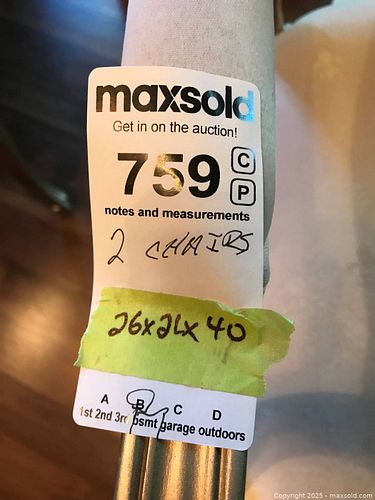 maxsold
Get in on the auction!
759
C
P
notes and measurements
2 CHAIRS
26x26x40
A B C D
1st 2nd 3rd bsmt garage outdoors
Copyright 2025 - maxsold.com